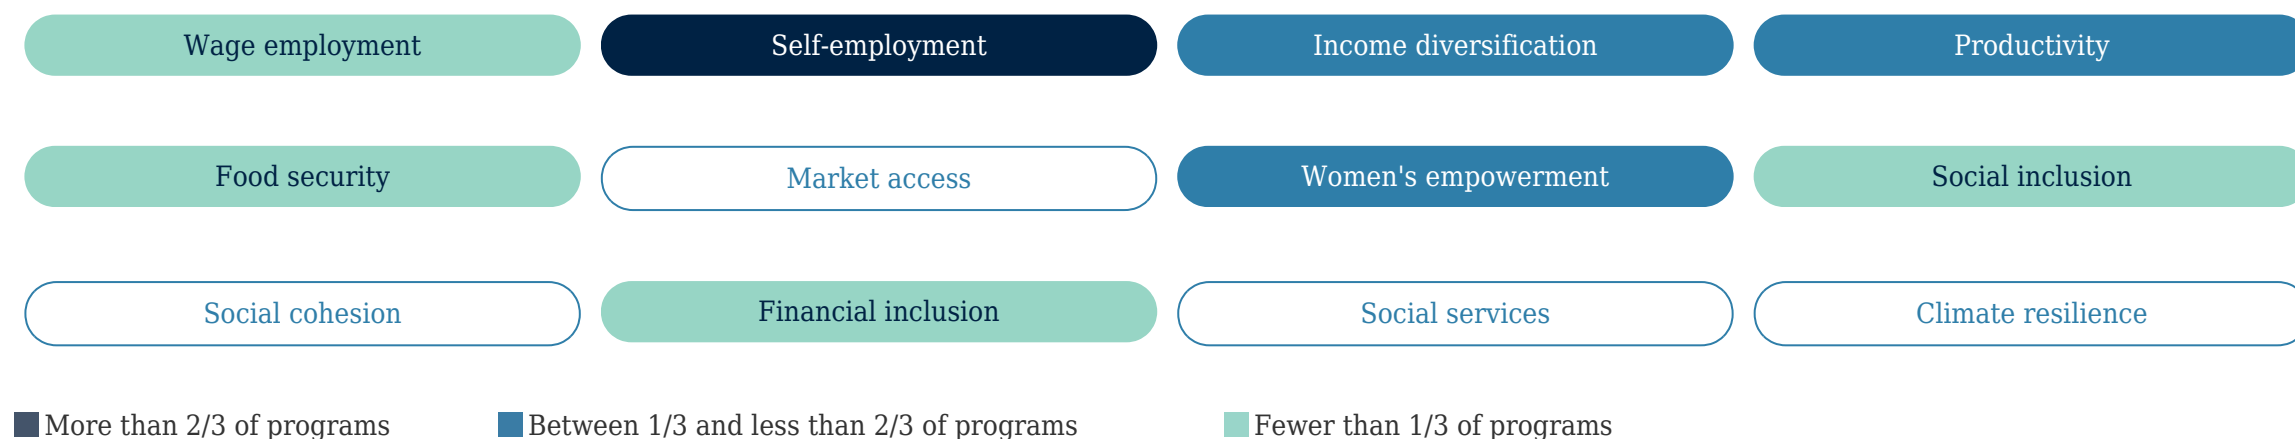 Wage employment
Self-employment
Income diversification
Productivity
Food security
Market access
Women's empowerment
Social inclusion
Social cohesion
Financial inclusion
Social services
Climate resilience
More than 2/3 of programs
Between 1/3 and less than 2/3 of programs
Fewer than 1/3 of programs